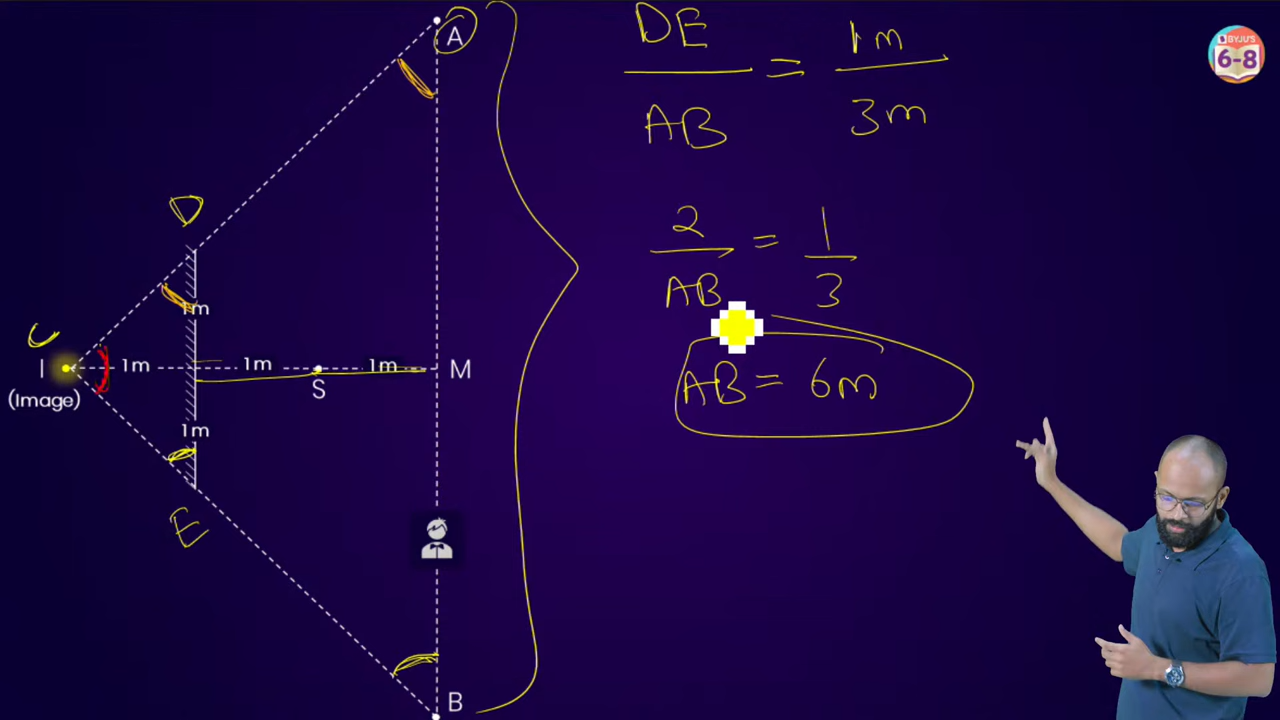 A
D
1m
C
I
(Image)
1m
1m
S
1m
M
1m
E
B
DE
AB
=
1m
3m
2
AB
=
1
3
AB = 6m
BYJU'S
6-8